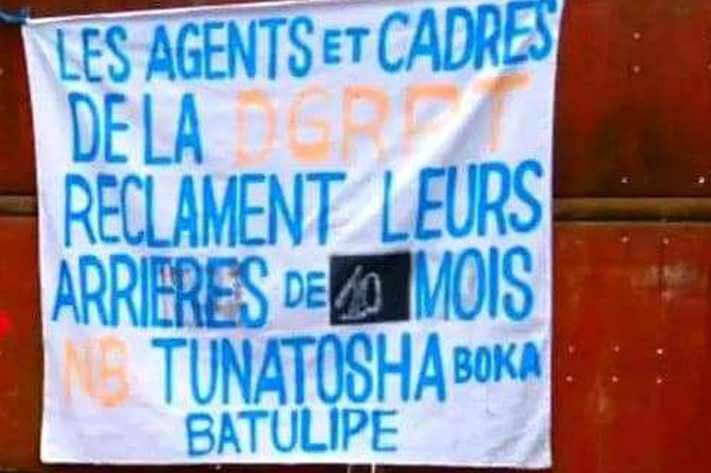 LES AGENTS ET CADRES
DE LA DGRPT
RECLAMENT LEURS
ARRIERES DE 10 MOIS
NB TUNATOSHA BOKA
BATULIPE